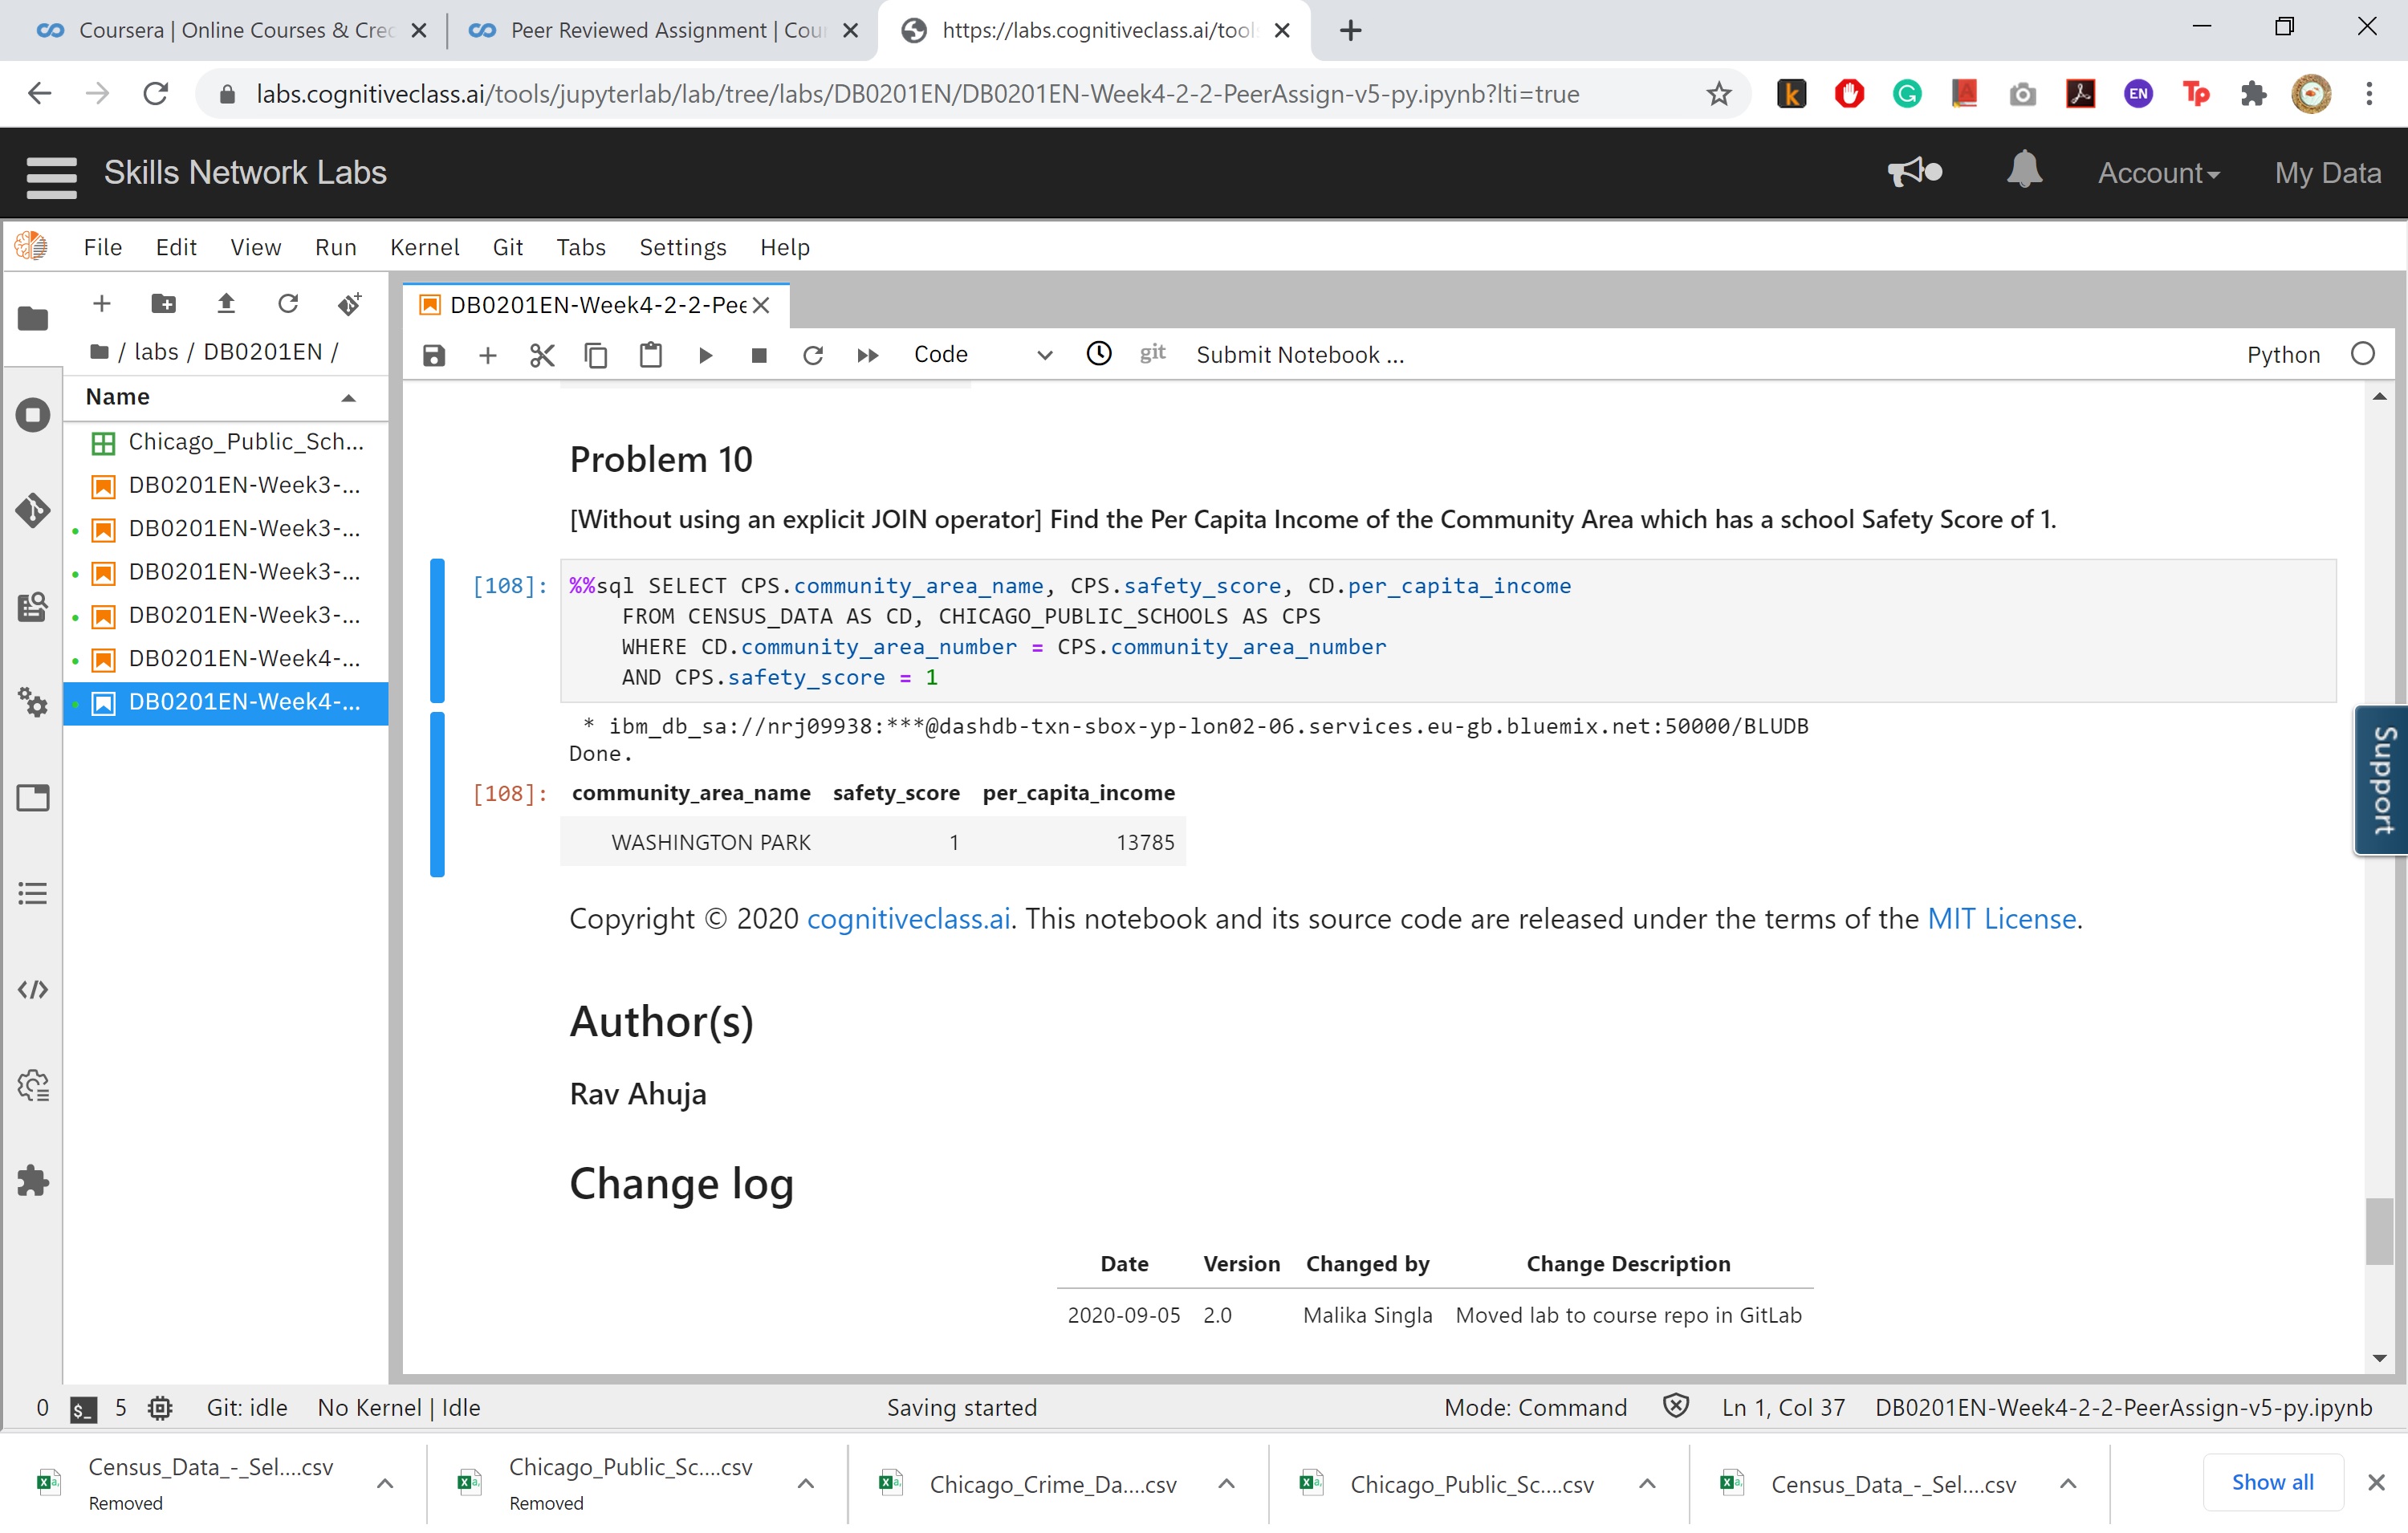 Coursera | Online Courses & Crec
Peer Reviewed Assignment | Cour
https://labs.cognitiveclass.ai/tools
labs.cognitiveclass.ai/tools/jupyterlab/lab/tree/labs/DB0201EN/DB0201EN-Week4-2-2-PeerAssign-v5-py.ipynb?lti=true
k
G
A
EN
Tp
Skills Network Labs
Account
My Data
File Edit View Run Kernel Git Tabs Settings Help
/ labs / DB0201EN /
Name
Chicago_Public_Sch...
DB0201EN-Week3-...
DB0201EN-Week3-...
DB0201EN-Week3-...
DB0201EN-Week3-...
DB0201EN-Week4-...
DB0201EN-Week4-...
DB0201EN-Week4-2-2-Pee
Code
git
Submit Notebook ...
Python
Problem 10
[Without using an explicit JOIN operator] Find the Per Capita Income of the Community Area which has a school Safety Score of 1.
[108]: %%sql SELECT CPS.community_area_name, CPS.safety_score, CD.per_capita_income
FROM CENSUS_DATA AS CD, CHICAGO_PUBLIC_SCHOOLS AS CPS
WHERE CD.community_area_number = CPS.community_area_number
AND CPS.safety_score = 1
* ibm_db_sa://nrj09938:***@dashdb-txn-sbox-yp-lon02-06.services.eu-gb.bluemix.net:50000/BLUDB
Done.
[108]: community_area_name safety_score per_capita_income
WASHINGTON PARK 1 13785
Copyright © 2020 cognitiveclass.ai. This notebook and its source code are released under the terms of the MIT License.
Author(s)
Rav Ahuja
Change log
Date Version Changed by Change Description
2020-09-05 2.0 Malika Singla Moved lab to course repo in GitLab
Support
0 $_ 5 Git: idle No Kernel | Idle Saving started Mode: Command Ln 1, Col 37 DB0201EN-Week4-2-2-PeerAssign-v5-py.ipynb
Census_Data_-_Sel....csv
Removed
Chicago_Public_Sc....csv
Removed
Chicago_Crime_Da....csv
Chicago_Public_Sc....csv
Census_Data_-_Sel....csv
Show all